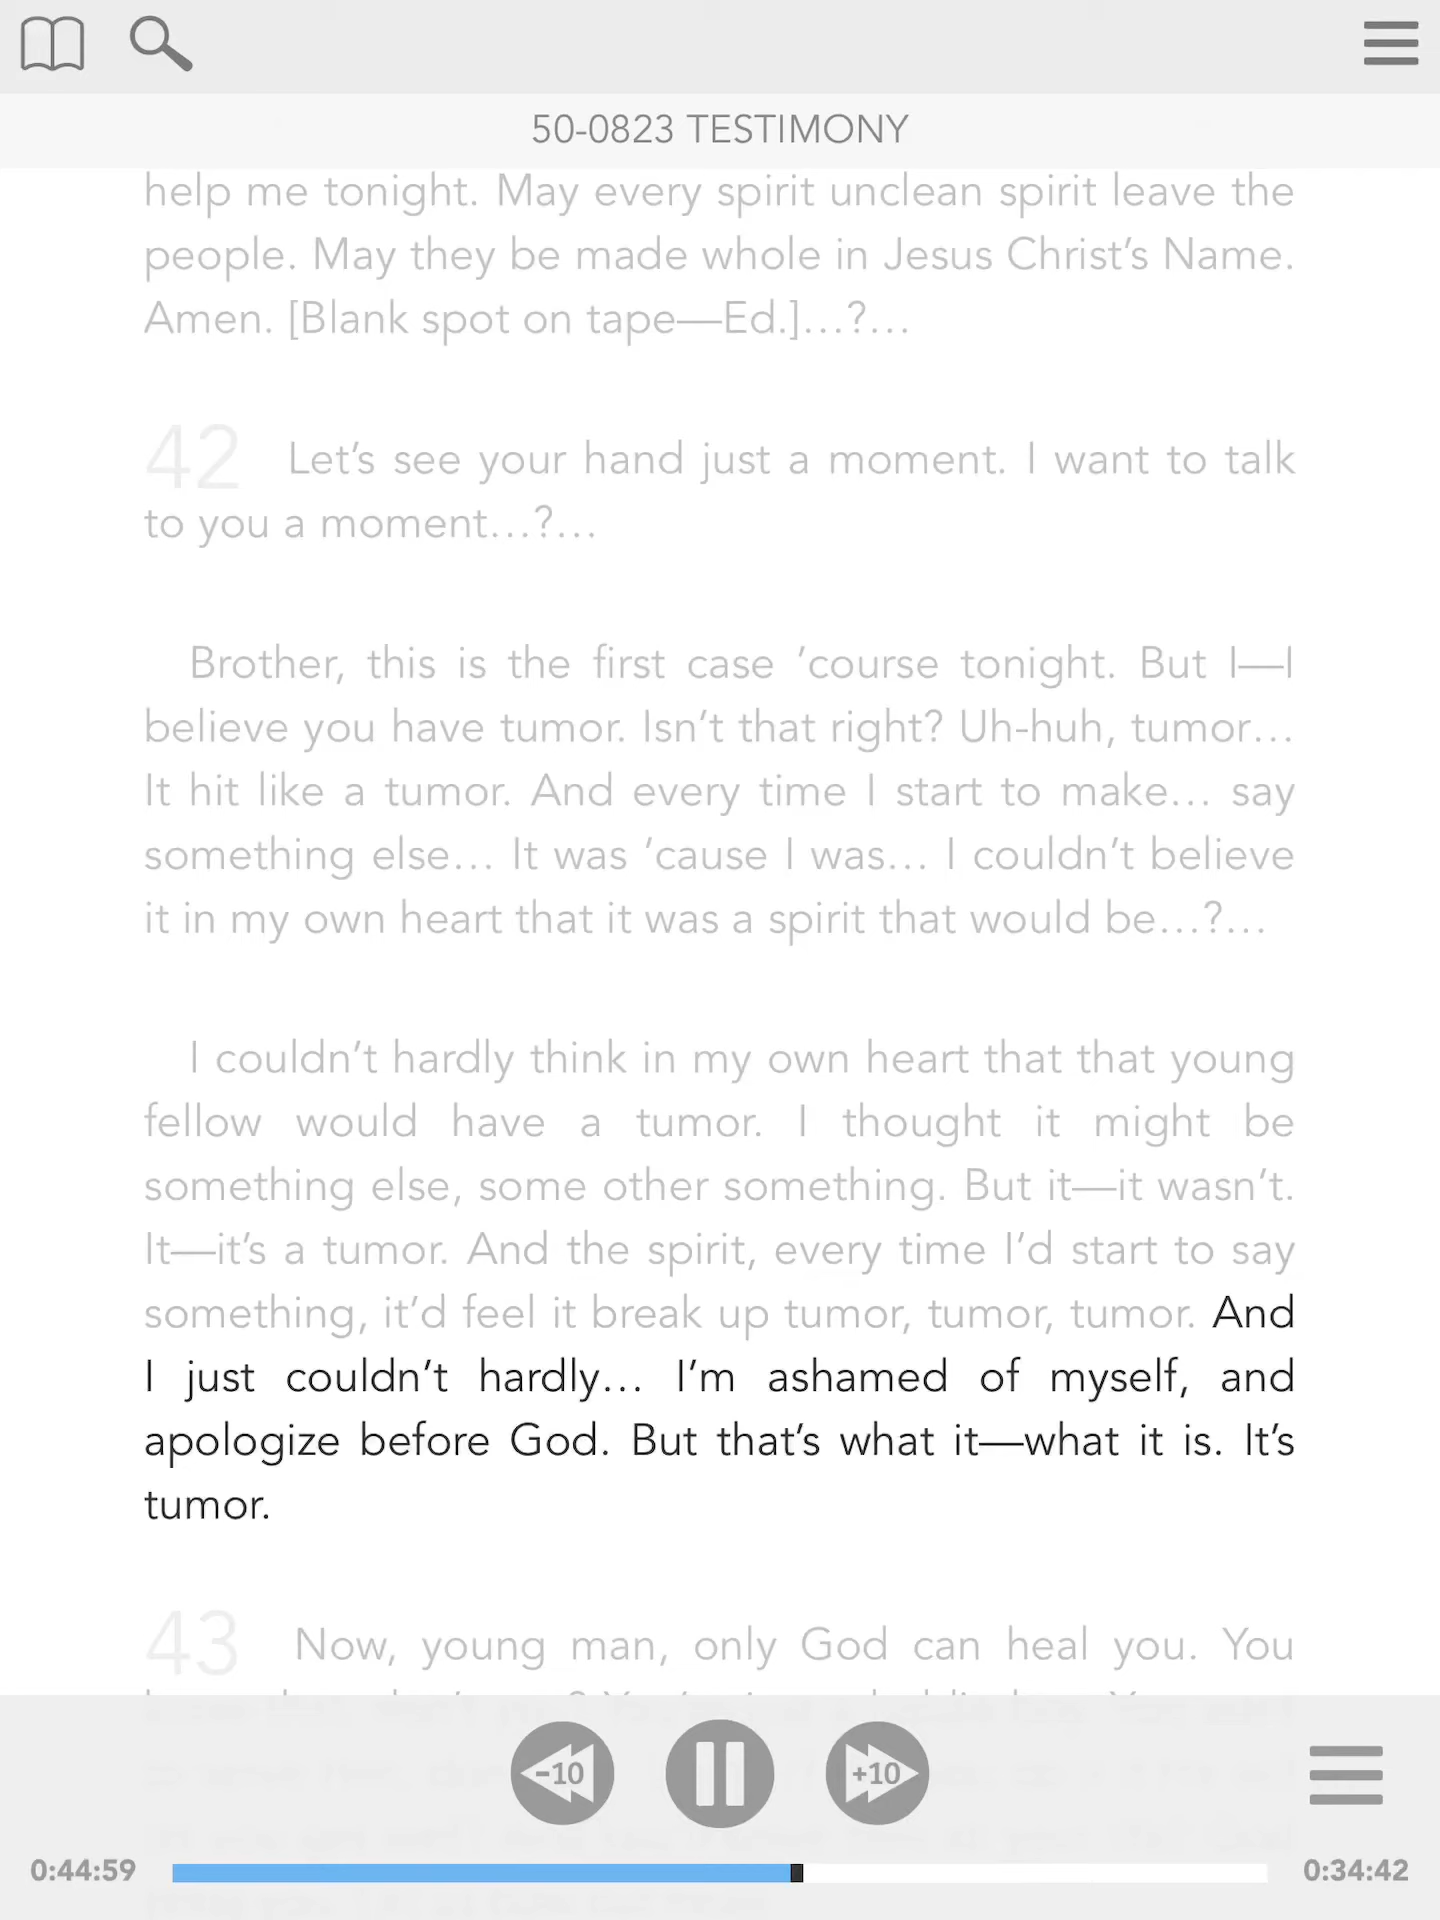 50-0823 TESTIMONY
help me tonight. May every spirit unclean spirit leave the
people. May they be made whole in Jesus Christ’s Name.
Amen. [Blank spot on tape—Ed.]…?…
42 Let’s see your hand just a moment. I want to talk
to you a moment…?…
Brother, this is the first case ’course tonight. But I—I
believe you have tumor. Isn’t that right? Uh-huh, tumor…
It hit like a tumor. And every time I start to make… say
something else… It was ’cause I was… I couldn’t believe
it in my own heart that it was a spirit that would be…?…
I couldn’t hardly think in my own heart that that young
fellow would have a tumor. I thought it might be
something else, some other something. But it—it wasn’t.
It—it’s a tumor. And the spirit, every time I’d start to say
something, it’d feel it break up tumor, tumor, tumor. And
I just couldn’t hardly… I’m ashamed of myself, and
apologize before God. But that’s what it—what it is. It’s
tumor.
43 Now, young man, only God can heal you. You
-10 +10
0:44:59 0:34:42